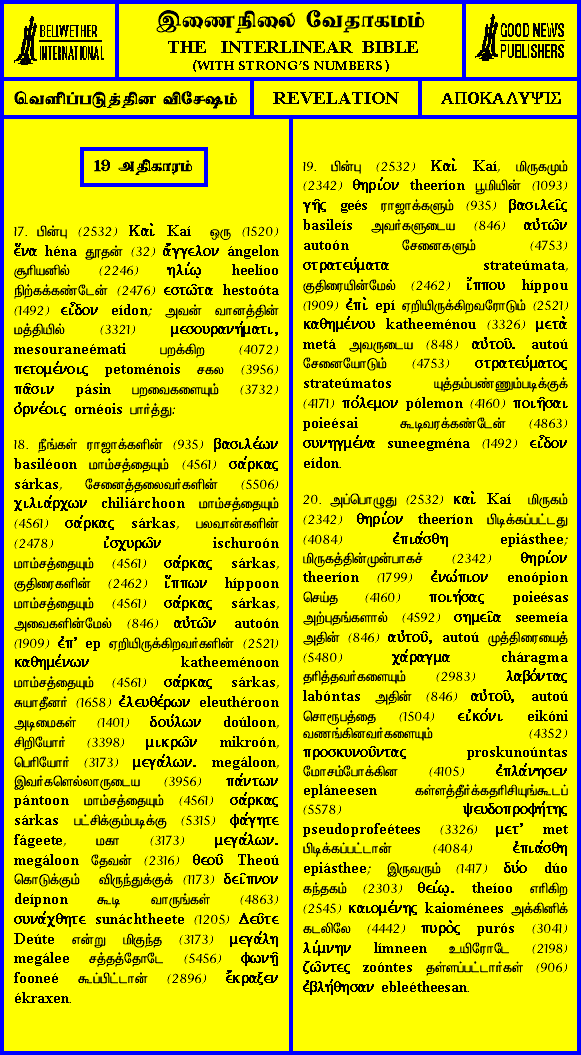 BELIWETHER
INTERNATIONAL
இணைநிலை வேதாகமம்
THE INTERLINEAR BIBLE
(WITH STRONG'S NUMBERS)
GOOD NEWS
PUBLISHERS
வெளிப்படுத்தின விசேஷம்
REVELATION
ΑΠΟΚΑΛΥΨΙΣ
19 அதிகாரம்
17. பின்பு (2532) Καὶ Kaí ஒரு (1520)
ἕνα héna தூதன் (32) ἄγγελον ángelon
சூரியனில் (2246) ἡλίῳ heelíoo
நிற்கக்கண்டேன் (2476) ἑστῶτα hestoóta
(1492) εἶδον eídon; அவன் வானத்தின்
மத்தியில் (3321) μεσουρανήματι,
mesouraneémati பறக்கிற (4072)
πετομένοις petoménois சகல (3956)
πᾶσιν pásin பறவைகளையும் (3732)
ὀρνέοις ornéois பார்த்து:
18. நீங்கள் ராஜாக்களின் (935) βασιλέων
basiléoon மாம்சத்தையும் (4561) σάρκας
sárkas, சேனைத்தலைவர்களின் (5506)
χιλιάρχων chiliárchoon மாம்சத்தையும்
(4561) σάρκας sárkas, பலவான்களின்
(2478) ἰσχυρῶν ischuroón
மாம்சத்தையும் (4561) σάρκας sárkas,
குதிரைகளின் (2462) ἵππων híppoon
மாம்சத்தையும் (4561) σάρκας sárkas,
அவைகளின்மேல் (846) αὐτῶν autoón
(1909) ἐπ' ep ஏறியிருக்கிறவர்களின் (2521)
καθημένων katheeménoon
மாம்சத்தையும் (4561) σάρκας sárkas,
சுயாதீனர் (1658) ἐλευθέρων eleuthéroon
அடிமைகள் (1401) δούλων doúloon,
சிறியோர் (3398) μικρῶν mikroón,
பெரியோர் (3173) μεγάλων. megáloon,
இவர்களெல்லாருடைய (3956) πάντων
pántoon மாம்சத்தையும் (4561) σάρκας
sárkas பட்சிக்கும்படிக்கு (5315) φάγητε
fágeete, மகா (3173) μεγάλων.
megáloon தேவன் (2316) θεοῦ Theoú
கொடுக்கும் விருந்துக்குக் (1173) δεῖπνον
deípnon கூடி வாருங்கள் (4863)
συνάχθητε sunáchtheete (1205) Δεῦτε
Deúte என்று மிகுந்த (3173) μεγάλη
megálee சத்தத்தோடே (5456) φωνῇ
fooneé கூப்பிட்டான் (2896) ἔκραξεν
ékraxen.
19. பின்பு (2532) Καὶ Kaí, மிருகமும்
(2342) θηρίον theeríon பூமியின் (1093)
γῆς geés ராஜாக்களும் (935) βασιλεῖς
basileís அவர்களுடைய (846) αὐτῶν
autoón சேனைகளும் (4753)
στρατεύματα strateúmata,
குதிரையின்மேல் (2462) ἵππου híppou
(1909) ἐπὶ epí ஏறியிருக்கிறவரோடும் (2521)
καθημένου katheeménou (3326) μετὰ
metá அவருடைய (848) αὐτοῦ. autoú
சேனையோடும் (4753) στρατεύματος
strateúmatos யுத்தம்பண்ணும்படிக்குக்
(4171) πόλεμον pólemon (4160) ποιῆσαι
poieésai கூடிவரக்கண்டேன் (4863)
συνηγμένα suneegména (1492) εἶδον
eídon.
20. அப்பொழுது (2532) καὶ Kaí மிருகம்
(2342) θηρίον theeríon பிடிக்கப்பட்டது
(4084) ἐπιάσθη epiásthee;
மிருகத்தின்முன்பாகச் (2342) θηρίον
theeríon (1799) ἐνώπιον enoópion
செய்த (4160) ποιήσας poieésas
அற்புதங்களால் (4592) σημεῖα seemeía
அதின் (846) αὐτοῦ, autoú முத்திரையைத்
(5480) χάραγμα cháragma
தரித்தவர்களையும் (2983) λαβόντας
labóntas அதின் (846) αὐτοῦ, autoú
சொரூபத்தை (1504) εἰκόνι eikóni
வணங்கினவர்களையும் (4352)
προσκυνοῦντας proskunoúntas
மோசம்போக்கின (4105) ἐπλάνησεν
epláneesen கள்ளத்தீர்க்கதரிசியுங்கூடப்
(5578) ψευδοπροφήτης
pseudoprofeétees (3326) μετ' met
பிடிக்கப்பட்டான் (4084) ἐπιάσθη
epiásthee; இருவரும் (1417) δύο dúo
கந்தகம் (2303) θείῳ. theíoo எரிகிற
(2545) καιομένης kaioménees அக்கினிக்
கடலிலே (4442) πυρὸς purós (3041)
λίμνην límneen உயிரோடே (2198)
ζῶντες zoóntes தள்ளப்பட்டார்கள் (906)
ἐβλήθησαν ebleétheesan.